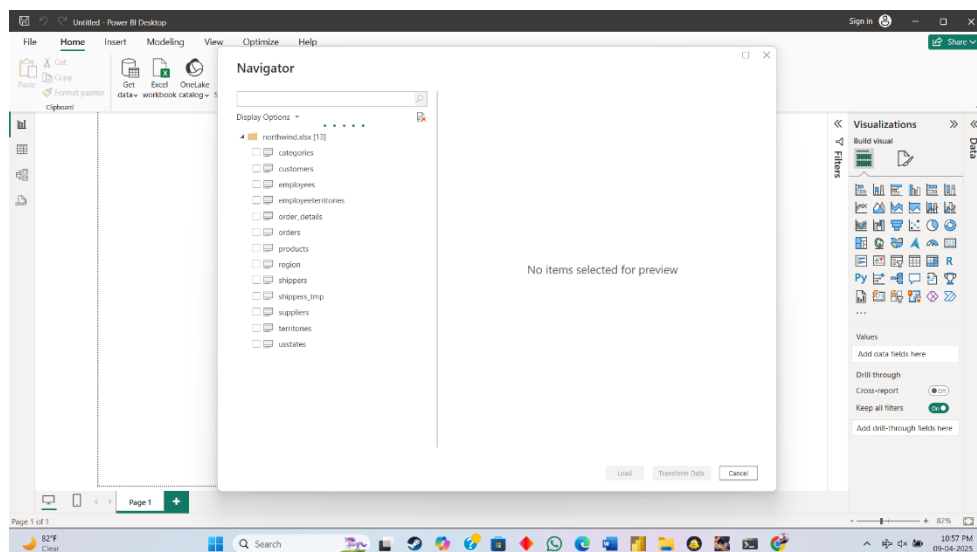 Untitled - Power BI Desktop
Sign in
File Home Insert Modeling View Optimize Help
Share
Paste
Cut
Copy
Format painter
Clipboard
Get data
Excel workbook
OneLake catalog
Navigator
Display Options
northwind.xlsx [13]
categories
customers
employees
employeeterritories
order_details
orders
products
region
shippers
shippers_tmp
suppliers
territories
usstates
No items selected for preview
Load
Transform Data
Cancel
Filters
Visualizations
Build visual
R
Py
...
Values
Add data fields here
Drill through
Cross-report
Off
Keep all filters
On
Add drill-through fields here
Data
Page 1
Page 1 of 1
82%
82°F
Clear
Search
10:57 PM
09-04-2025